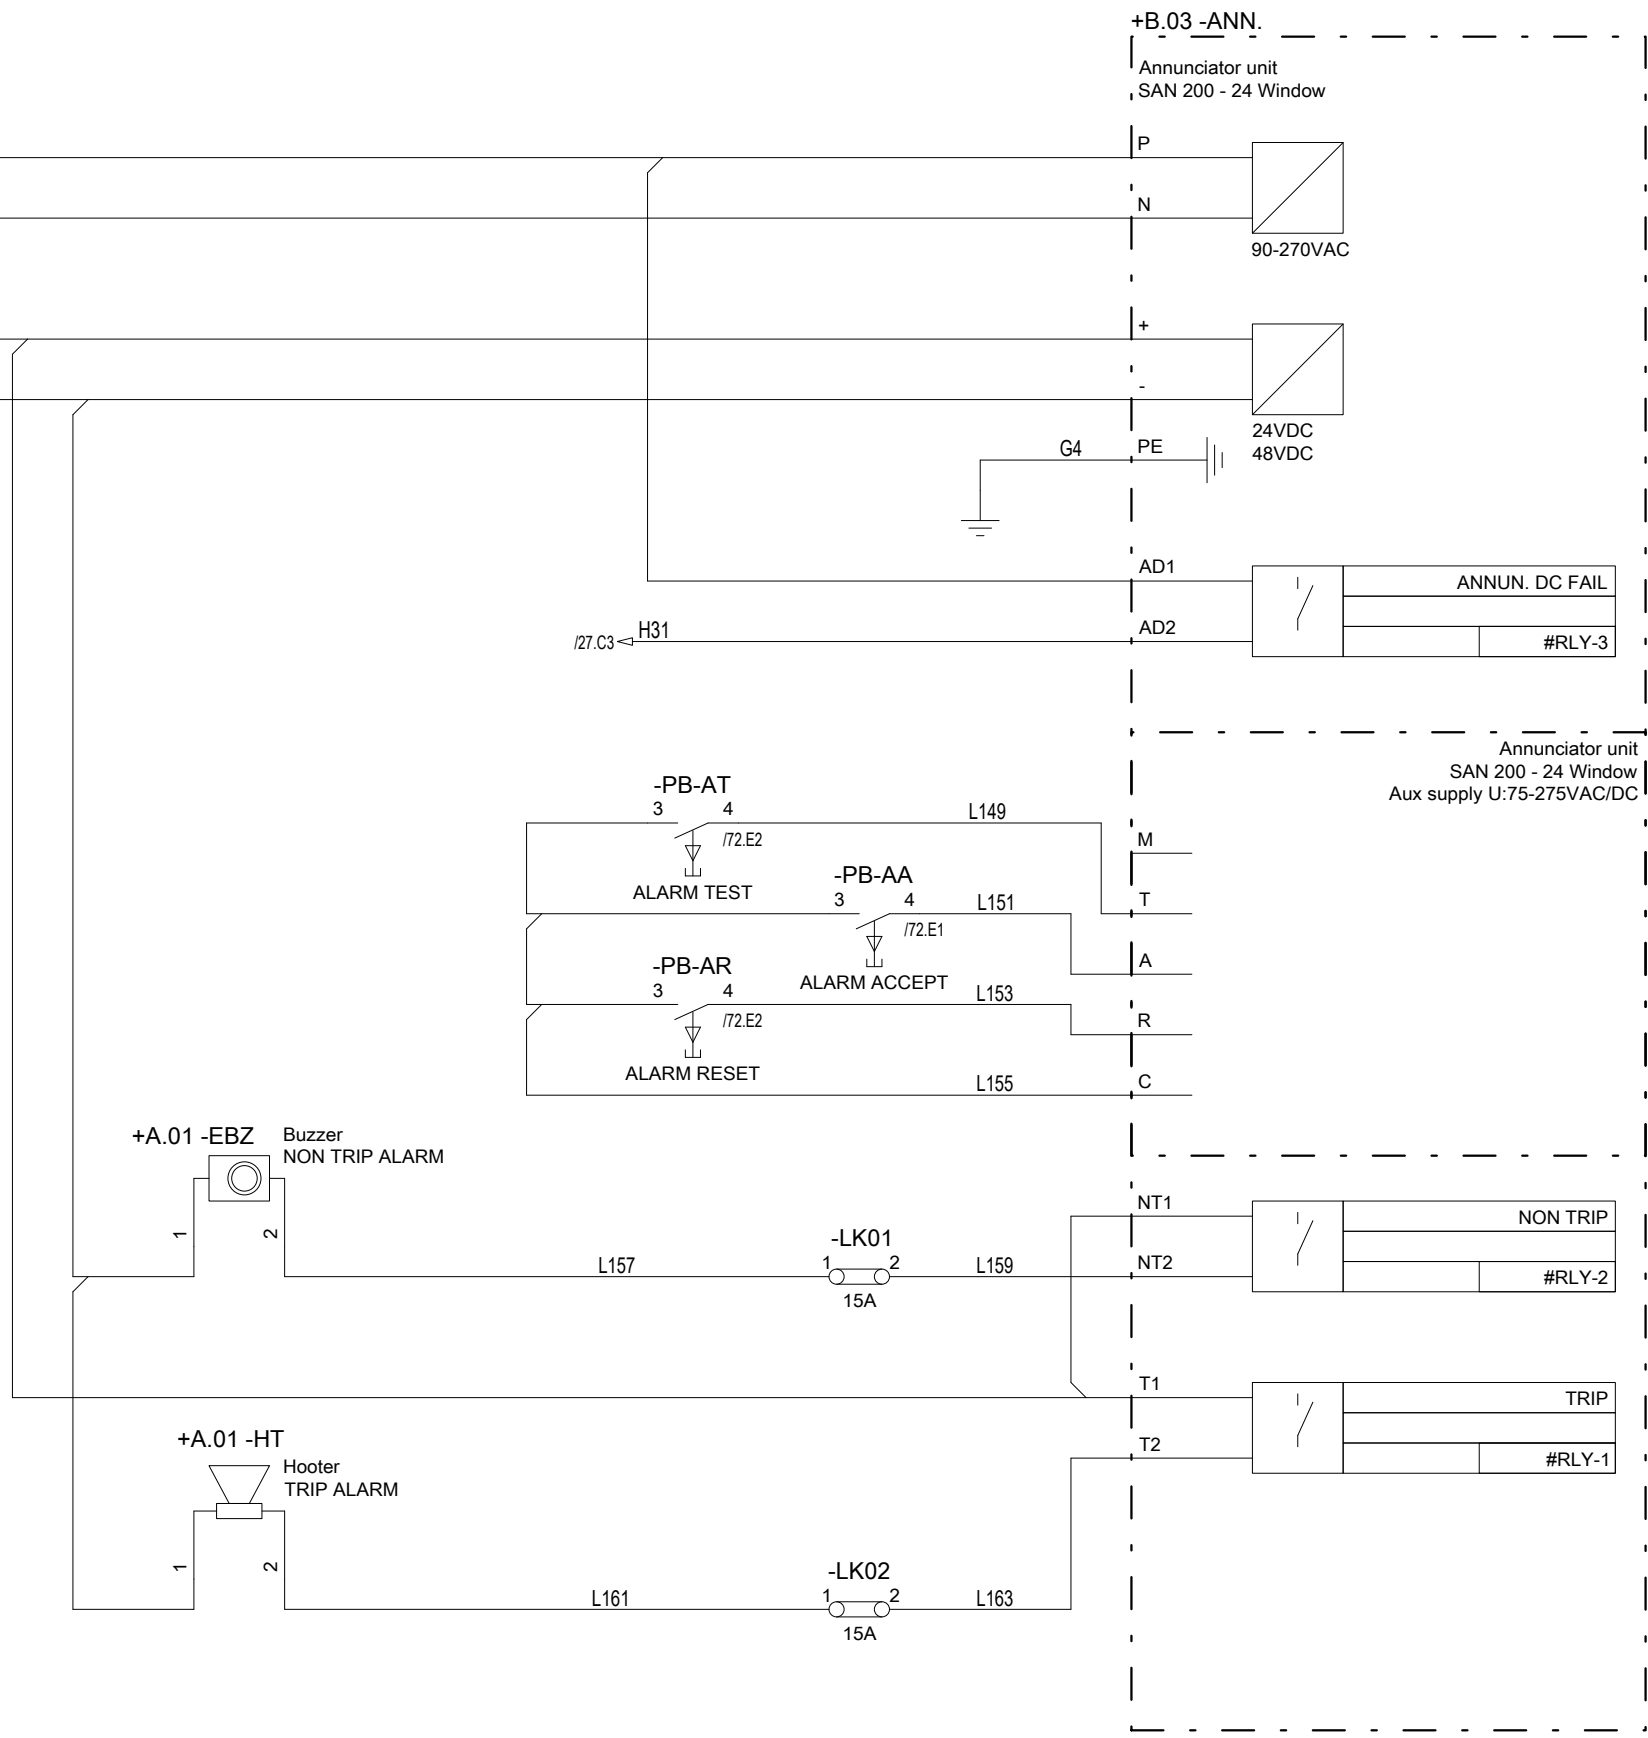 +B.03 -ANN.
Annunciator unit
SAN 200 - 24 Window
P
N
90-270VAC
+
-
24VDC
48VDC
G4
PE
AD1
ANNUN. DC FAIL
/27.C3
H31
AD2
#RLY-3
Annunciator unit
SAN 200 - 24 Window
Aux supply U:75-275VAC/DC
-PB-AT
3 4
L149
/72.E2
ALARM TEST
M
-PB-AA
3 4
L151
/72.E1
ALARM ACCEPT
T
-PB-AR
3 4
L153
/72.E2
ALARM RESET
A
R
L155
C
+A.01 -EBZ
Buzzer
NON TRIP ALARM
1
2
L157
-LK01
1 2
15A
L159
NT1
NON TRIP
NT2
#RLY-2
T1
TRIP
T2
#RLY-1
+A.01 -HT
Hooter
TRIP ALARM
1
2
L161
-LK02
1 2
15A
L163